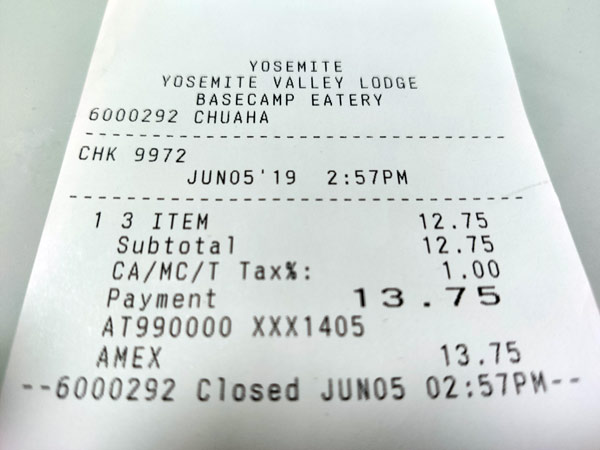 YOSEMITE
YOSEMITE VALLEY LODGE
BASECAMP EATERY
6000292 CHUAHA
CHK 9972
JUN05'19 2:57PM
1 3 ITEM 12.75
Subtotal 12.75
CA/MC/T Tax%: 1.00
Payment 13.75
AT990000 XXX1405
AMEX 13.75
--6000292 Closed JUN05 02:57PM--